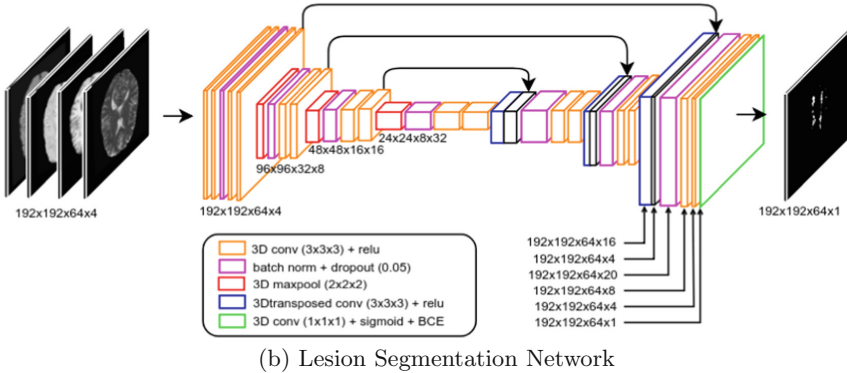 192x192x64x4
192x192x64x4
96x96x32x8
48x48x16x16
24x24x8x32
192x192x64x1
3D conv (3x3x3) + relu
batch norm + dropout (0.05)
3D maxpool (2x2x2)
3Dtransposed conv (3x3x3) + relu
3D conv (1x1x1) + sigmoid + BCE
192x192x64x16
192x192x64x4
192x192x64x20
192x192x64x8
192x192x64x4
192x192x64x1
(b) Lesion Segmentation Network